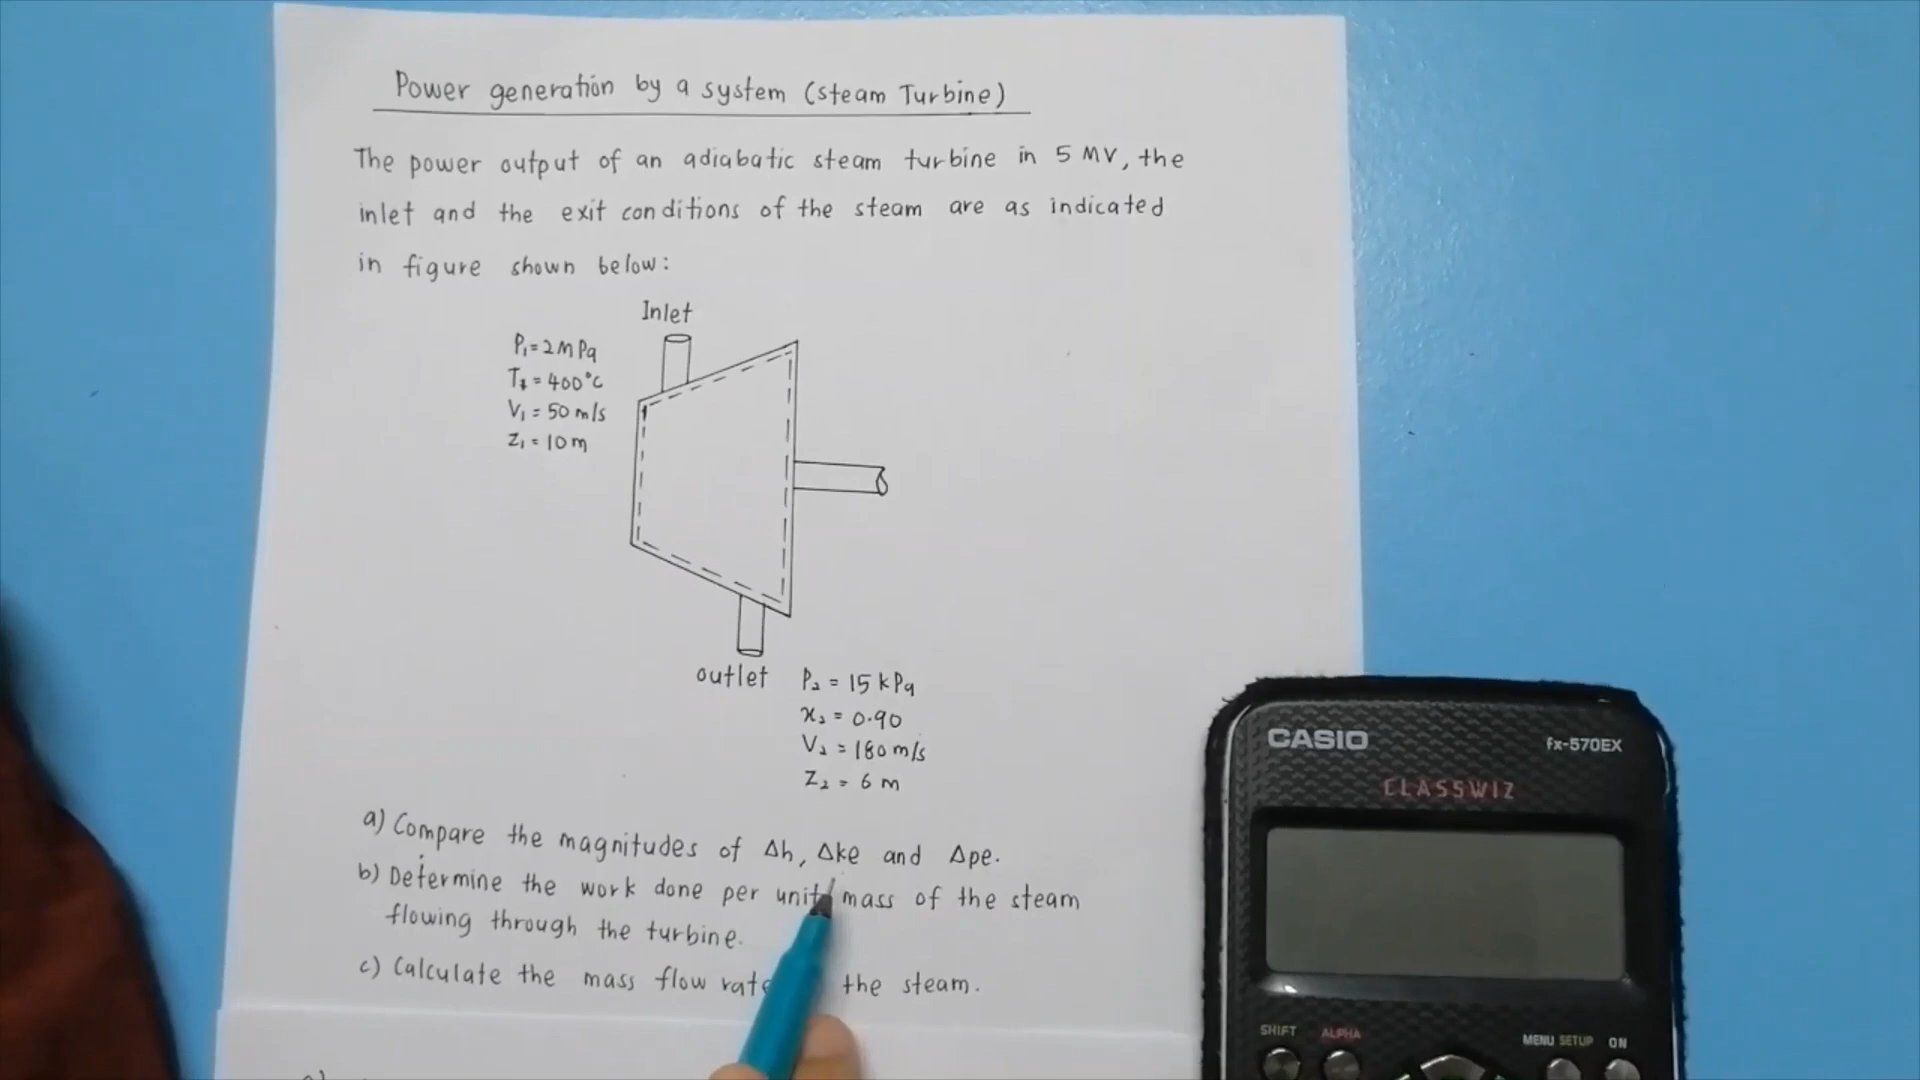 Power generation by a system (Steam Turbine)
The power output of an adiabatic steam turbine in 5 MV, the
inlet and the exit conditions of the steam are as indicated
in figure shown below:
Inlet
P₁ = 2 MPa
T₁ = 400°C
V₁ = 50 m/s
Z₁ = 10 m
outlet
P₂ = 15 kPa
x₂ = 0.90
V₂ = 180 m/s
Z₂ = 6 m
a) Compare the magnitudes of Δh, Δke and Δpe.
b) Determine the work done per unit mass of the steam
flowing through the turbine.
c) Calculate the mass flow rate the steam.
CASIO
fx-570EX
CLASSWIZ
SHIFT
ALPHA
MENU SETUP
ON